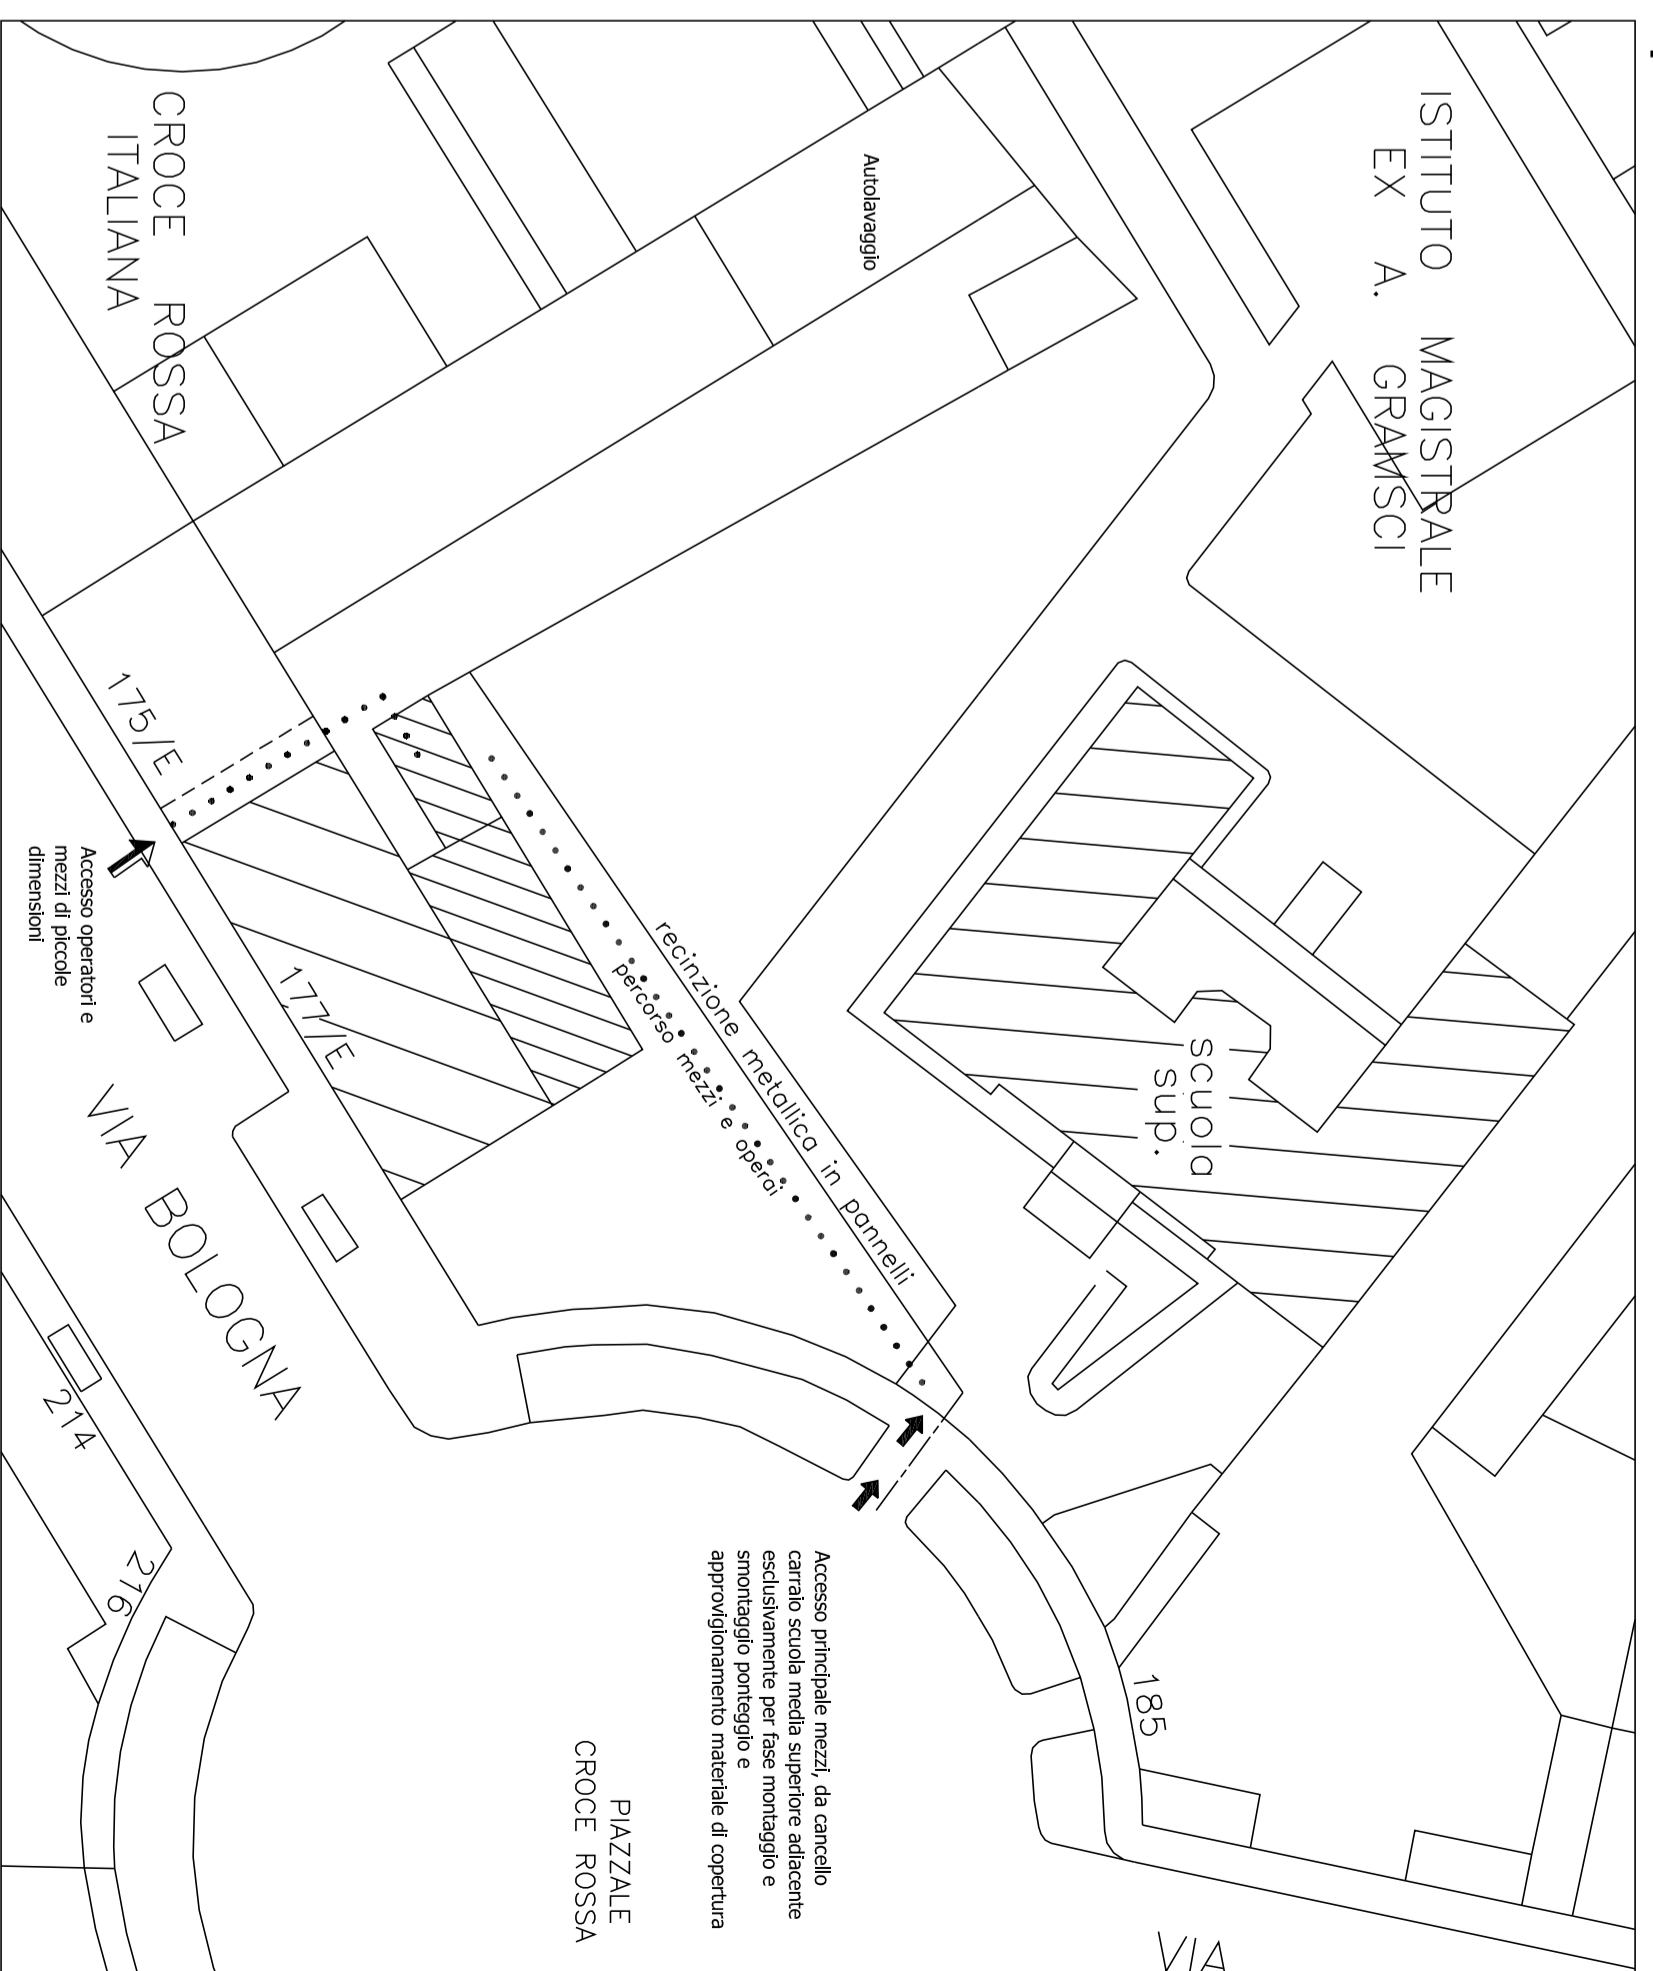 ISTITUTO MAGISTRALE
EX A. GRAMSCI
Autolavaggio
CROCE ROSSA
ITALIANA
scuola
sup.
recinzione metallica in pannelli
percorso mezzi e operai
175/E
177/E
Accesso operatori e
mezzi di piccole
dimensioni
VIA BOLOGNA
214
216
185
Accesso principale mezzi, da cancello
carraio scuola media superiore adiacente
esclusivamente per fase montaggio e
smontaggio ponteggio e
approvigionamento materiale di copertura
PIAZZALE
CROCE ROSSA
VIA